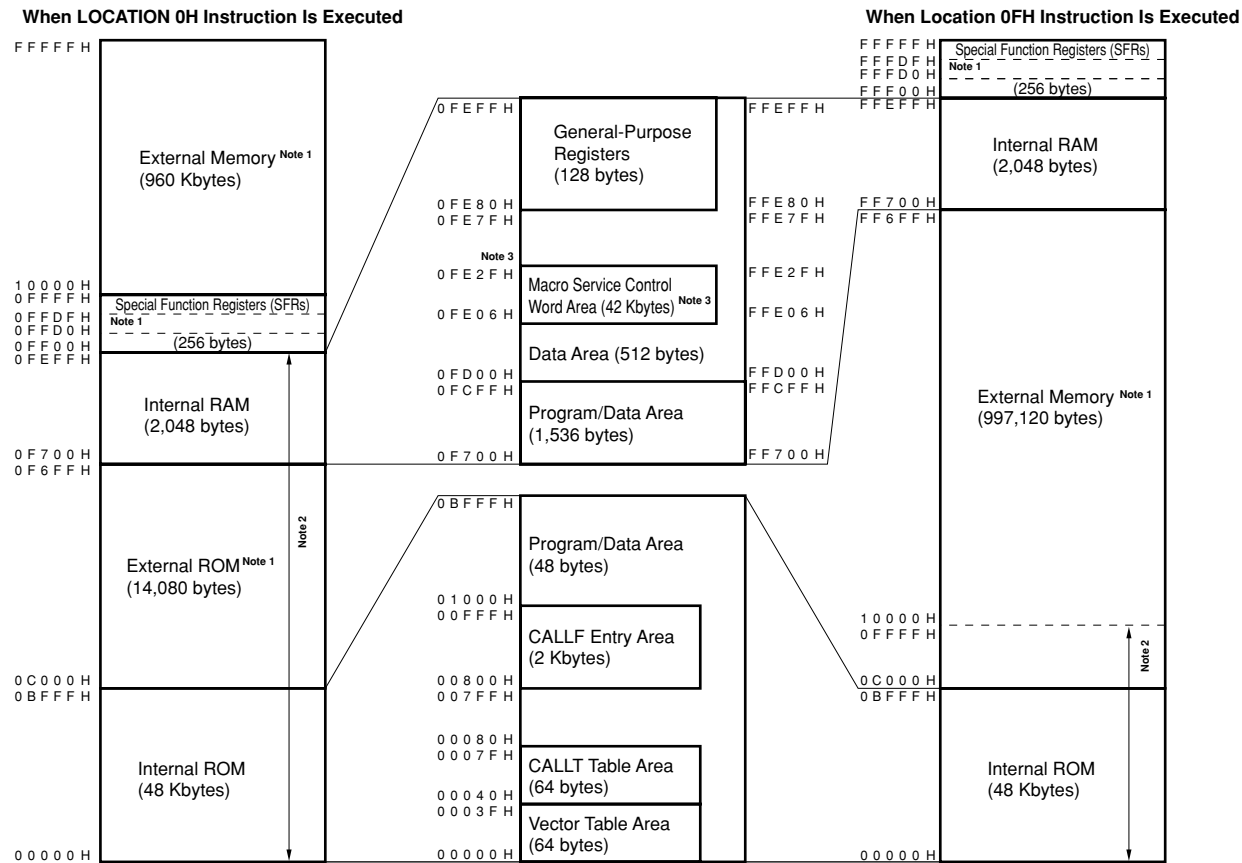 When LOCATION 0H Instruction Is Executed
FFFFFH
External Memory Note 1
(960 Kbytes)
10000H
0FFFFH
Special Function Registers (SFRs)
0FFDFH
Note 1
0FFD0H
0FF00H
(256 bytes)
0FEFFH
Internal RAM
(2,048 bytes)
0F700H
0F6FFH
Note 2
External ROM Note 1
(14,080 bytes)
0C000H
0BFFFH
Internal ROM
(48 Kbytes)
00000H
0FEFFH
General-Purpose
Registers
(128 bytes)
FFEFFH
0FE80H
FFE80H
0FE7FH
FFE7FH
Note 3
0FE2FH
FFE2FH
Macro Service Control
Word Area (42 Kbytes) Note 3
0FE06H
FFE06H
Data Area (512 bytes)
0FD00H
FFD00H
0FCFFH
FFCFFH
Program/Data Area
(1,536 bytes)
0F700H
FF700H
0BFFFH
Program/Data Area
(48 bytes)
01000H
00FFFH
CALLF Entry Area
(2 Kbytes)
00800H
007FFH
00080H
0007FH
CALLT Table Area
(64 bytes)
00040H
0003FH
Vector Table Area
(64 bytes)
00000H
When Location 0FH Instruction Is Executed
FFFFFH
Special Function Registers (SFRs)
FFFDFH
Note 1
FFFD0H
FFF00H
(256 bytes)
FFEFFH
Internal RAM
(2,048 bytes)
FF700H
FF6FFH
External Memory Note 1
(997,120 bytes)
10000H
0FFFFH
Note 2
0C000H
0BFFFH
Internal ROM
(48 Kbytes)
00000H